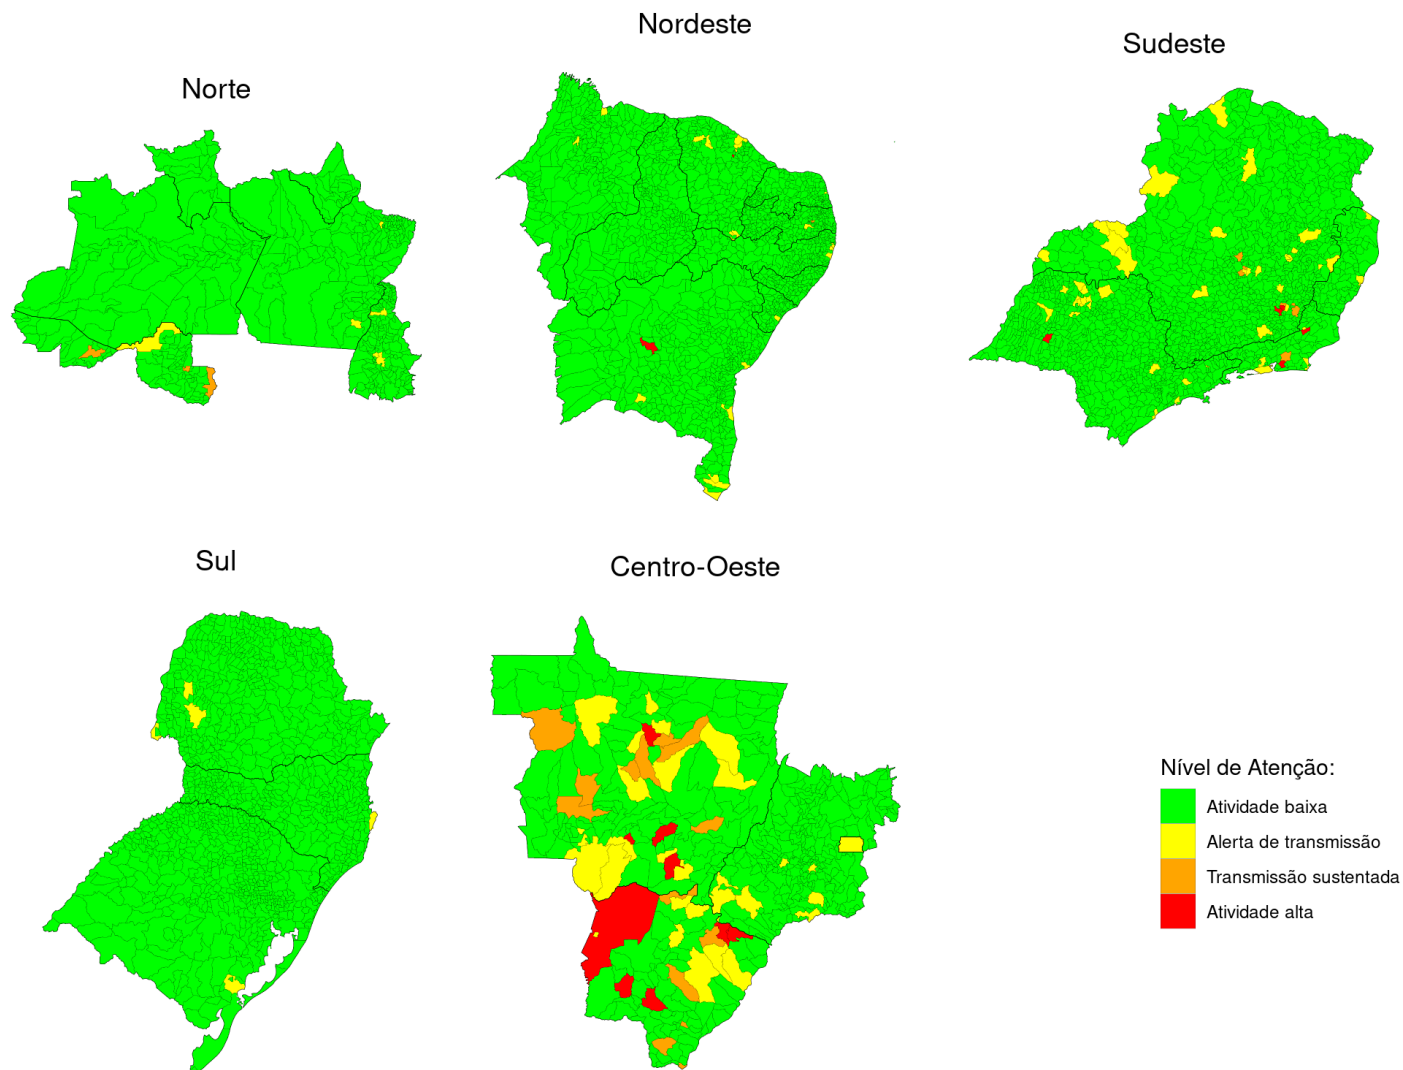 Norte
Nordeste
Sudeste
Sul
Centro-Oeste
Nível de Atenção:
Atividade baixa
Alerta de transmissão
Transmissão sustentada
Atividade alta